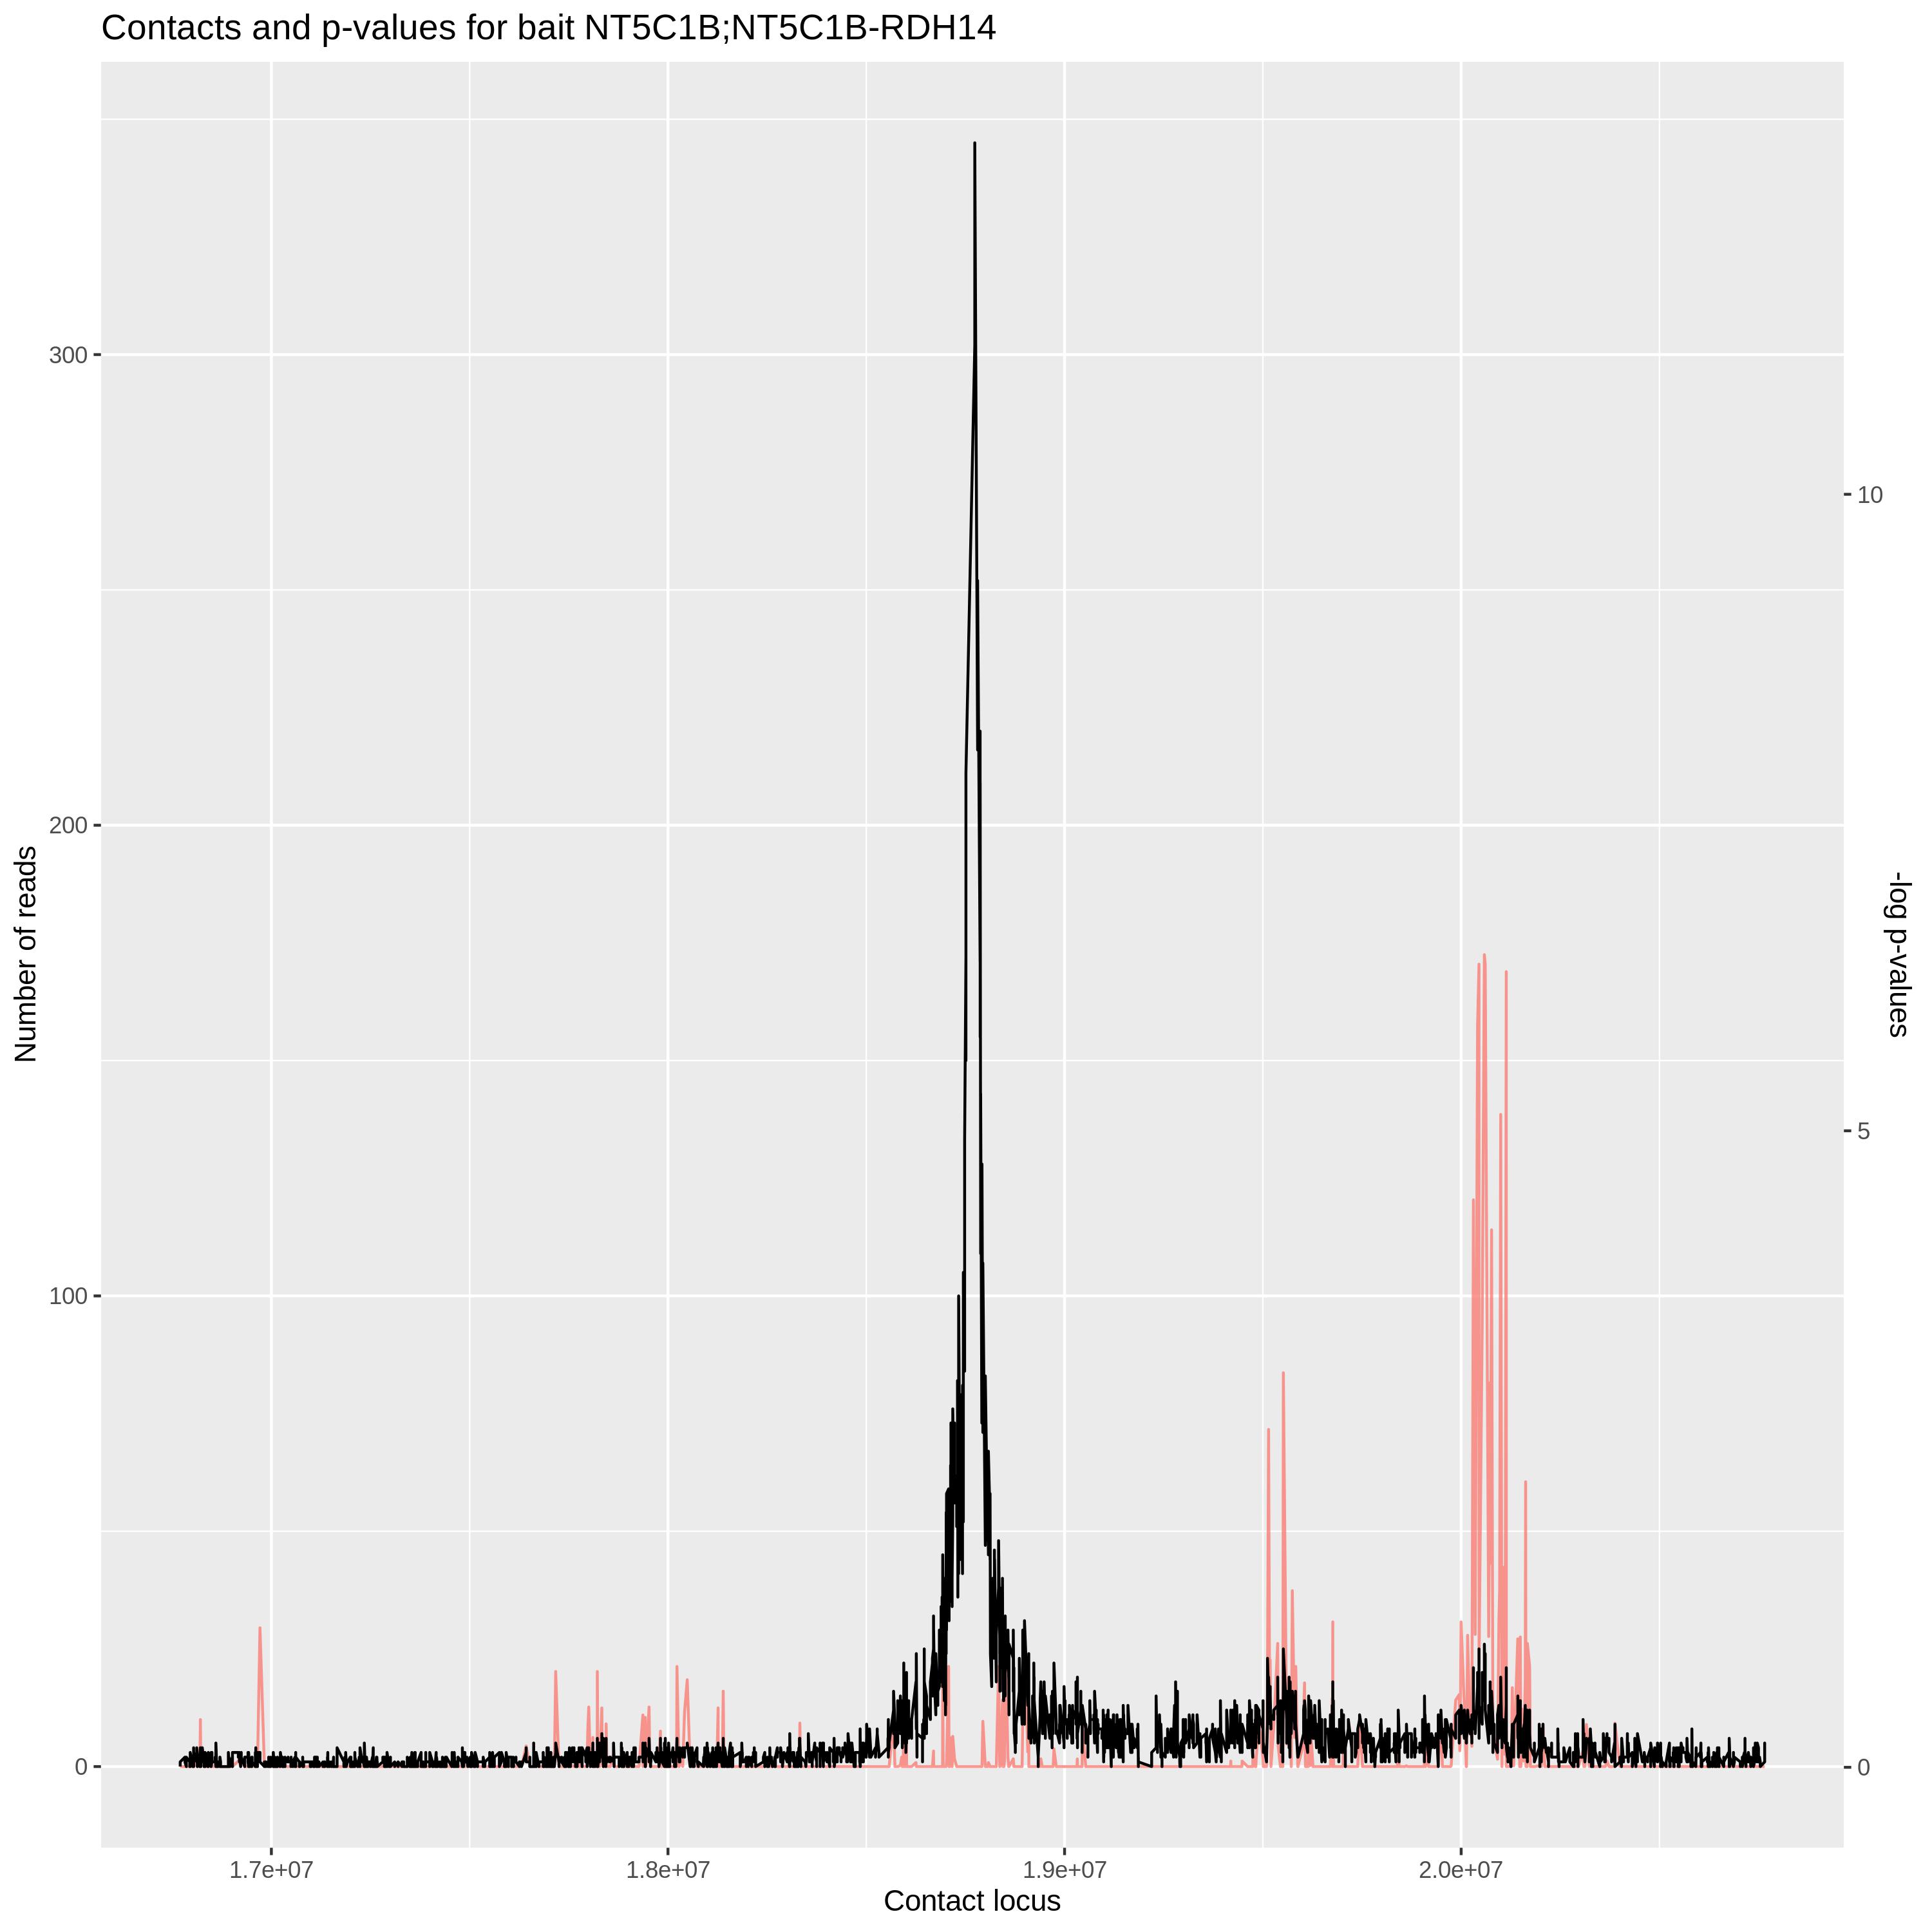 Contacts and p-values for bait NT5C1B;NT5C1B-RDH14
300
200
100
0
Number of reads
10
5
0
-log p-values
1.7e+07 1.8e+07 1.9e+07 2.0e+07
Contact locus